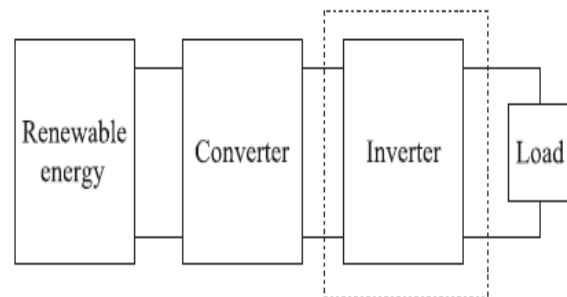 Renewable
energy
Converter
Inverter
Load